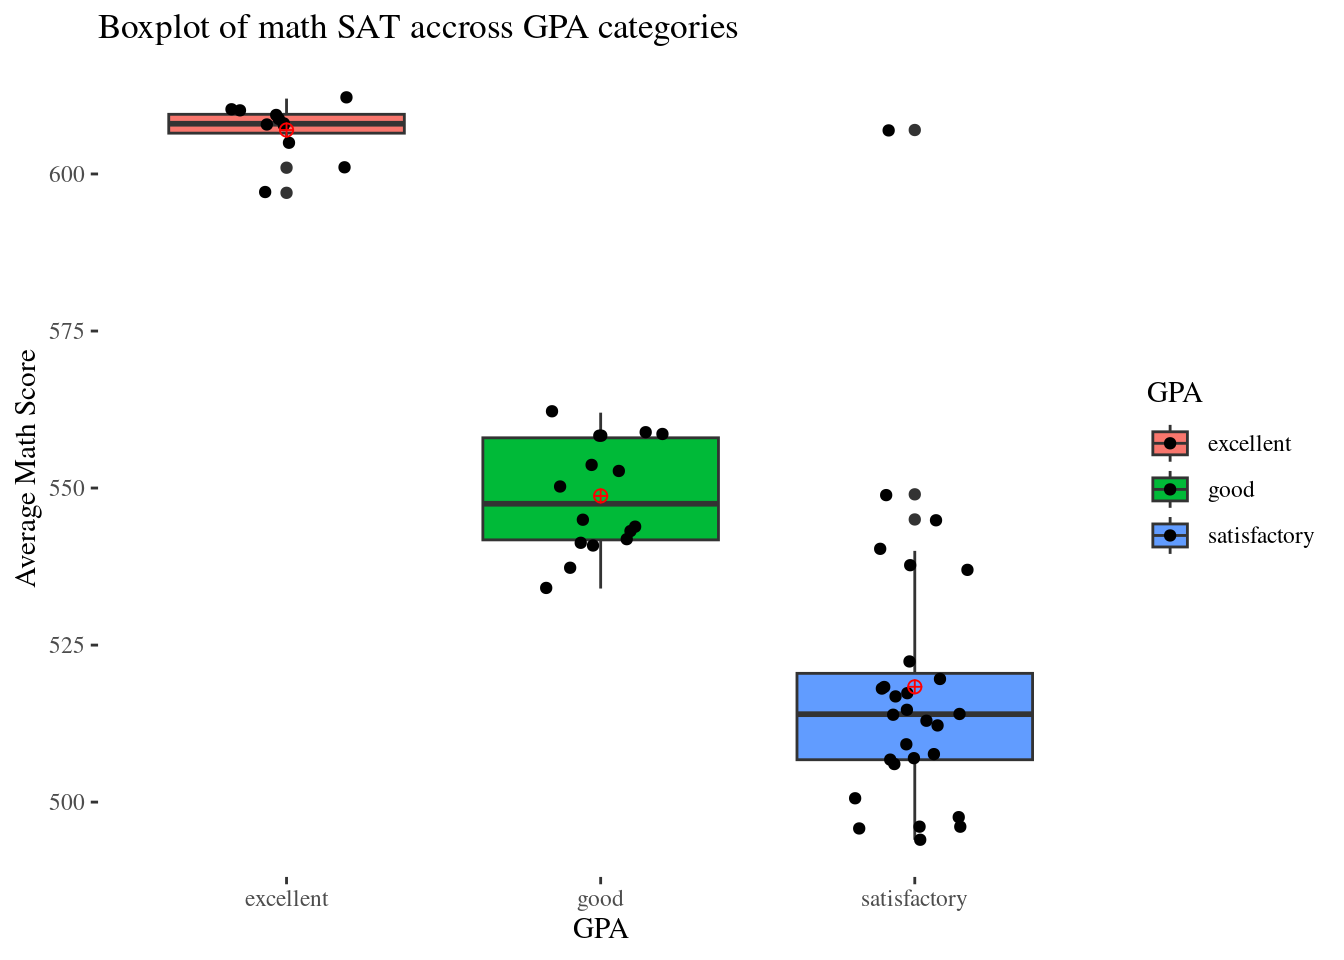 Boxplot of math SAT accross GPA categories
Average Math Score
600
575
550
525
500
excellent
good
satisfactory
GPA
GPA
excellent
good
satisfactory